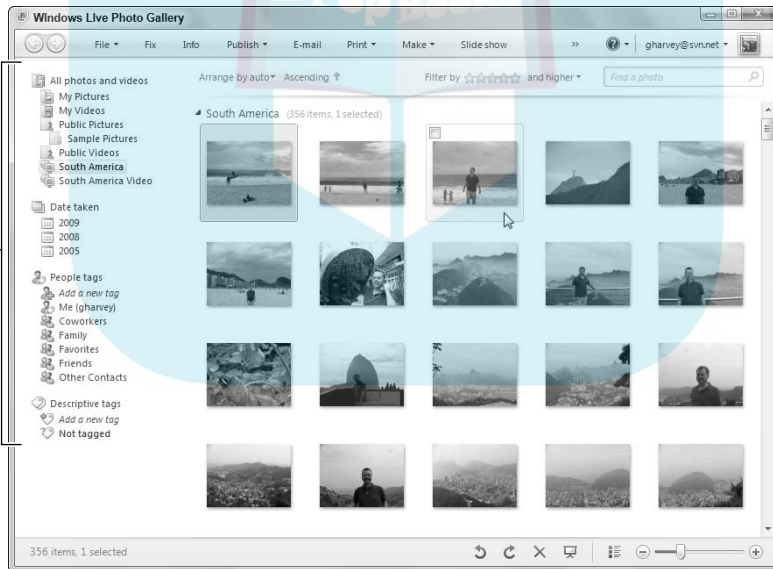 Windows Live Photo Gallery
File Fix Info Publish E-mail Print Make Slide show » gharvey@svn.net
All photos and videos
My Pictures
My Videos
Public Pictures
Sample Pictures
Public Videos
South America
South America Video
Date taken
2009
2008
2005
People tags
Add a new tag
Me (gharvey)
Coworkers
Family
Favorites
Friends
Other Contacts
Descriptive tags
Add a new tag
Not tagged
Arrange by auto Ascending Filter by and higher Find a photo
South America (356 items, 1 selected)
356 items, 1 selected